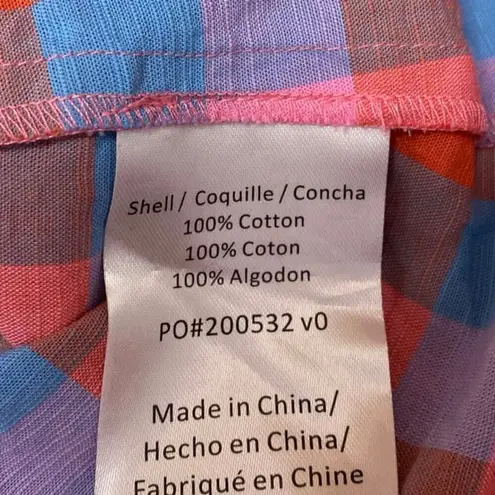 Shell / Coquille / Concha
100% Cotton
100% Coton
100% Algodon
PO#200532 v0
Made in China/
Hecho en China/
Fabriqué en Chine